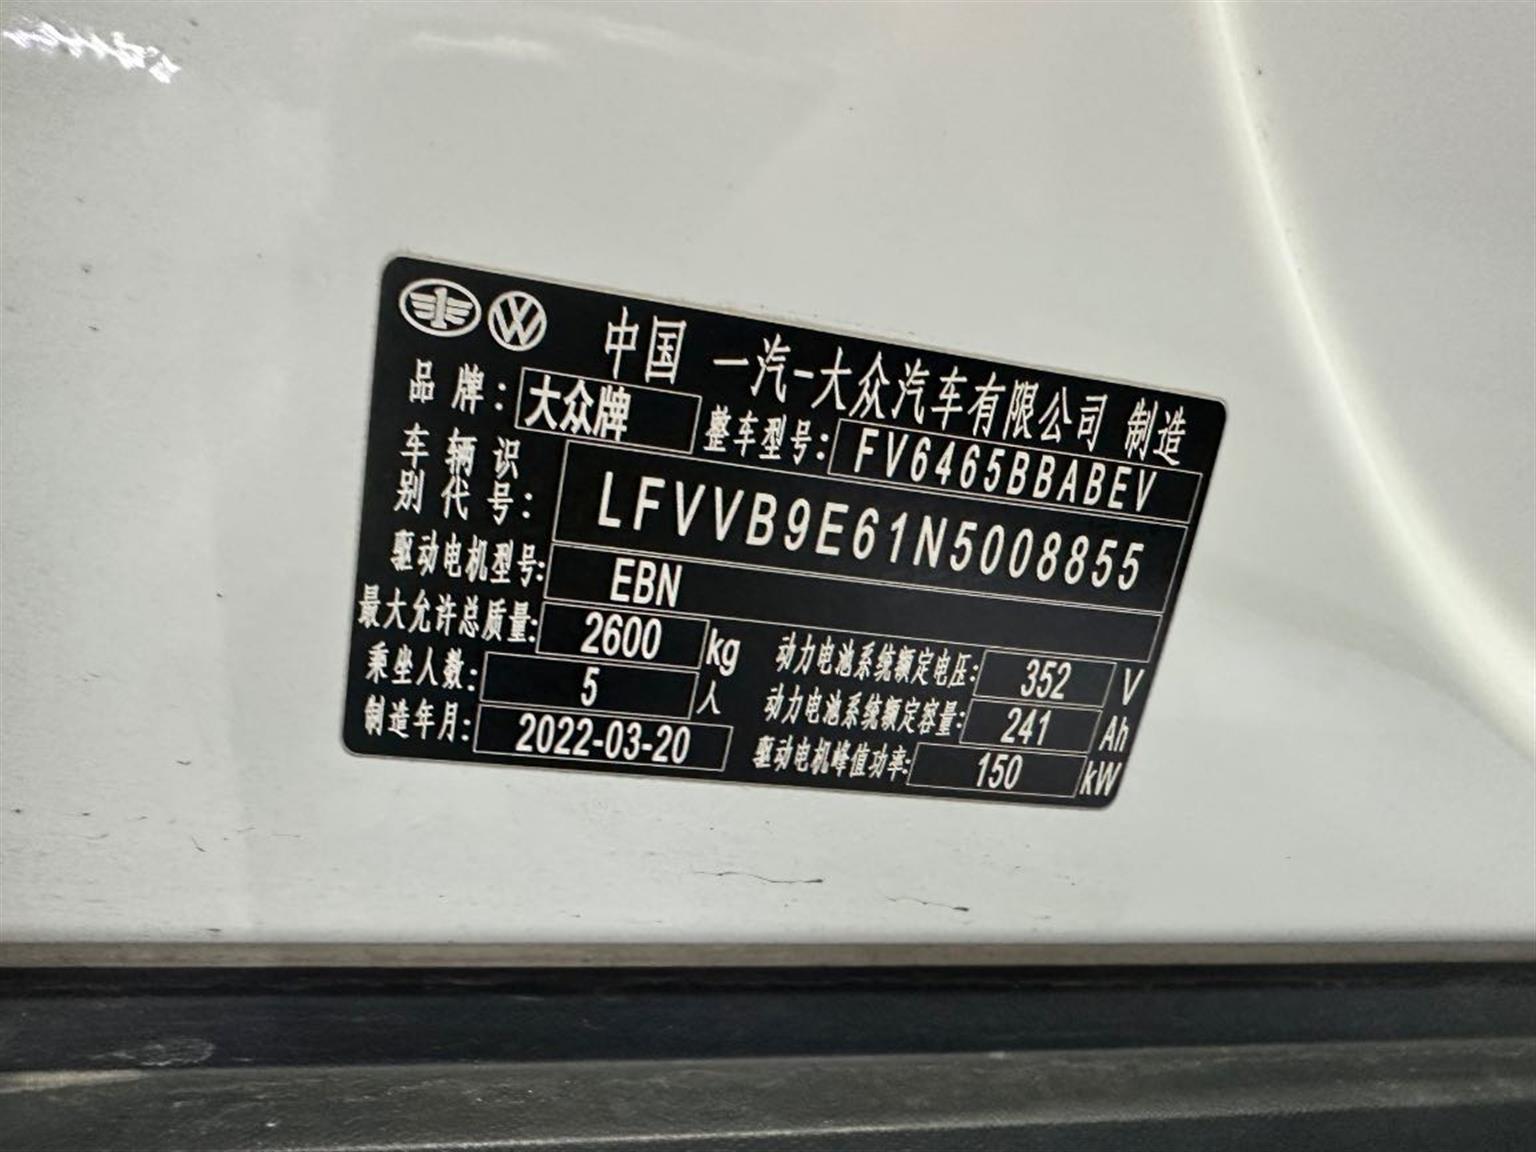 中国 一汽-大众汽车有限公司 制造
品牌: 大众牌 整车型号: FV6465BBABEV
车辆识别代号: LFVVB9E61N5008855
驱动电机型号: EBN
最大允许总质量: 2600 kg 动力电池系统额定电压: 352 V
乘坐人数: 5 人 动力电池系统额定容量: 241 Ah
制造年月: 2022-03-20 驱动电机峰值功率: 150 kW